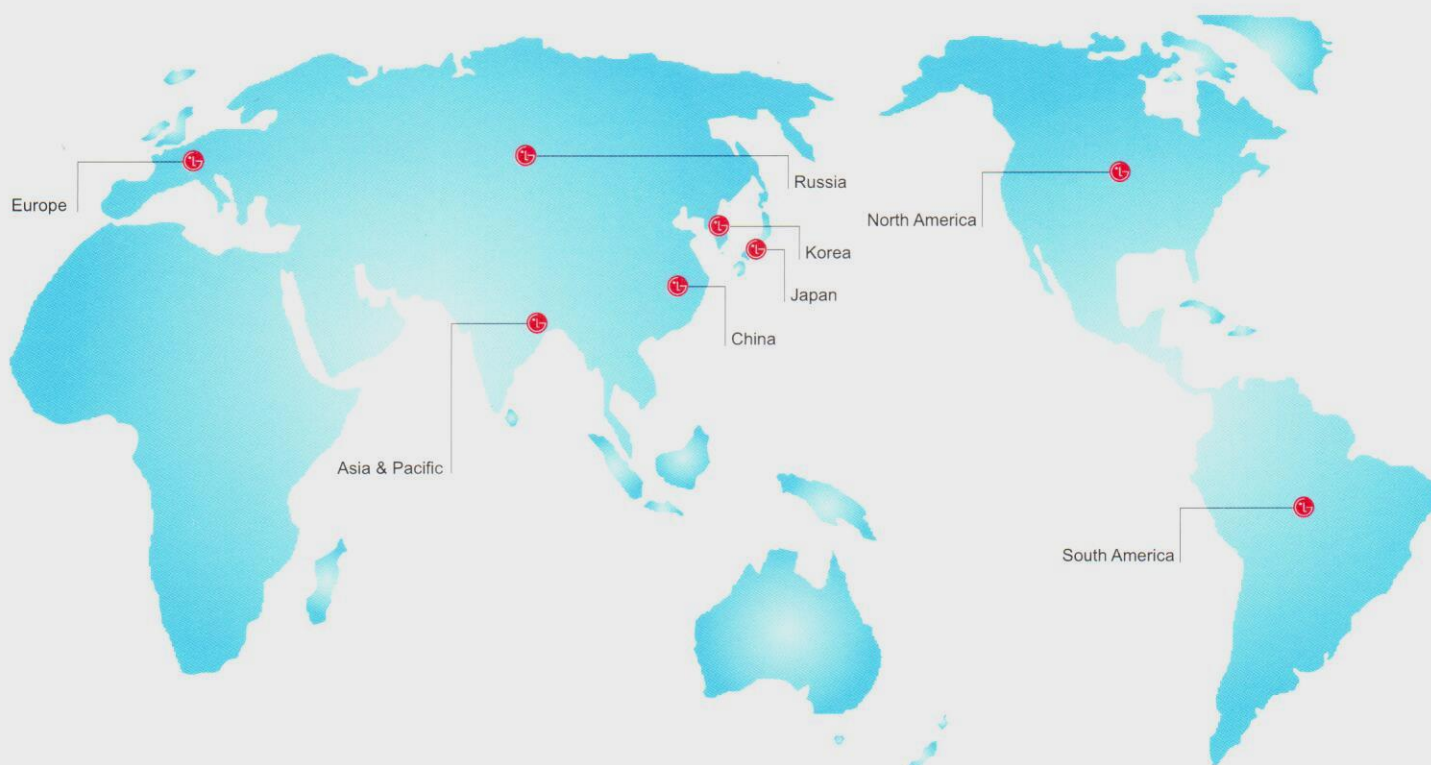 Europe
Russia
North America
Korea
Japan
China
Asia & Pacific
South America